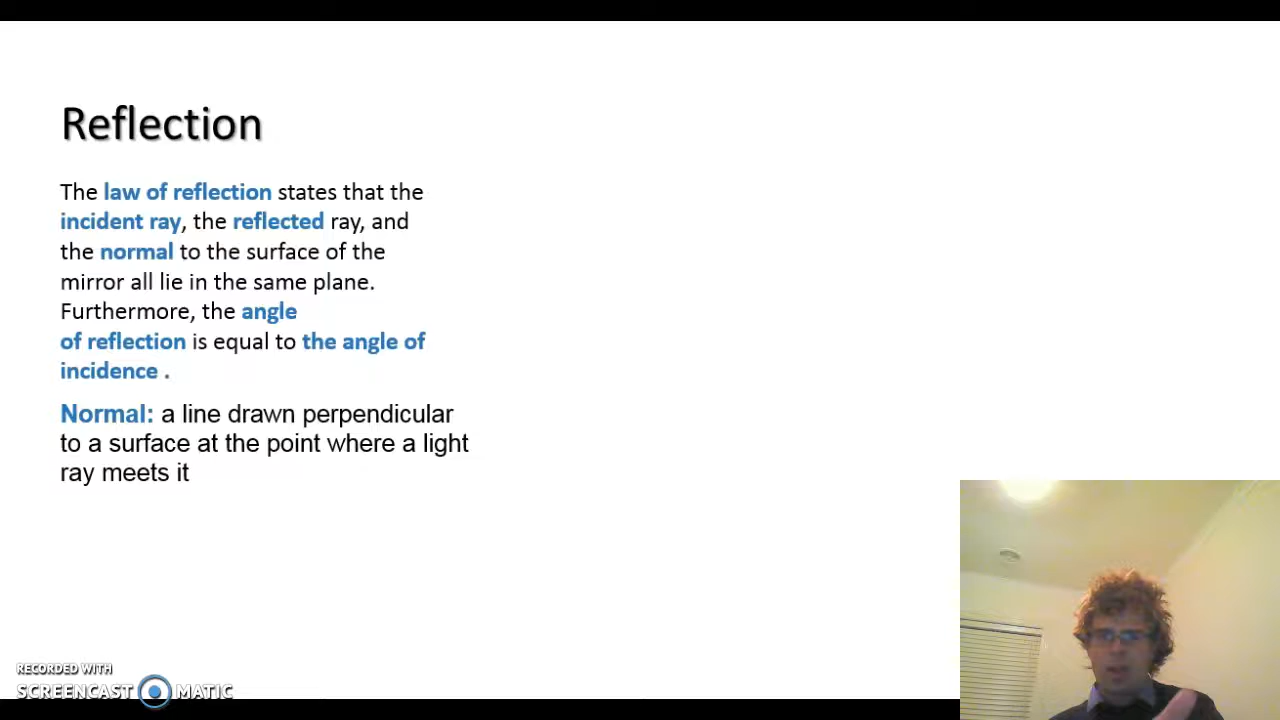 Reflection
The law of reflection states that the
incident ray, the reflected ray, and
the normal to the surface of the
mirror all lie in the same plane.
Furthermore, the angle
of reflection is equal to the angle of
incidence .
Normal: a line drawn perpendicular
to a surface at the point where a light
ray meets it
RECORDED WITH
SCREENCAST MATIC